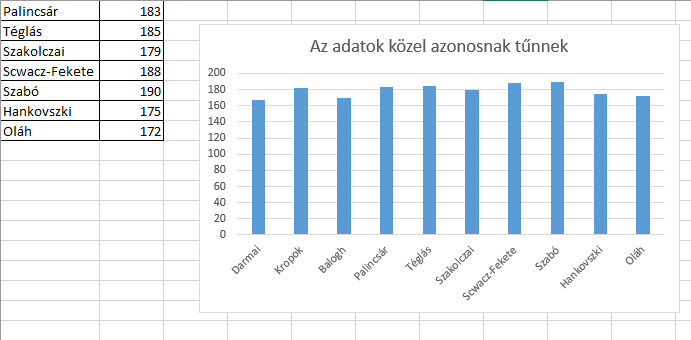 Palincsár 183
Téglás 185
Szakolczai 179
Scwacz-Fekete 188
Szabó 190
Hankovszki 175
Oláh 172
Az adatok közel azonosnak tűnnek
200
180
160
140
120
100
80
60
40
20
0
Darmai
Kropok
Balogh
Palincsár
Téglás
Szakolczai
Scwacz-Fekete
Szabó
Hankovszki
Oláh